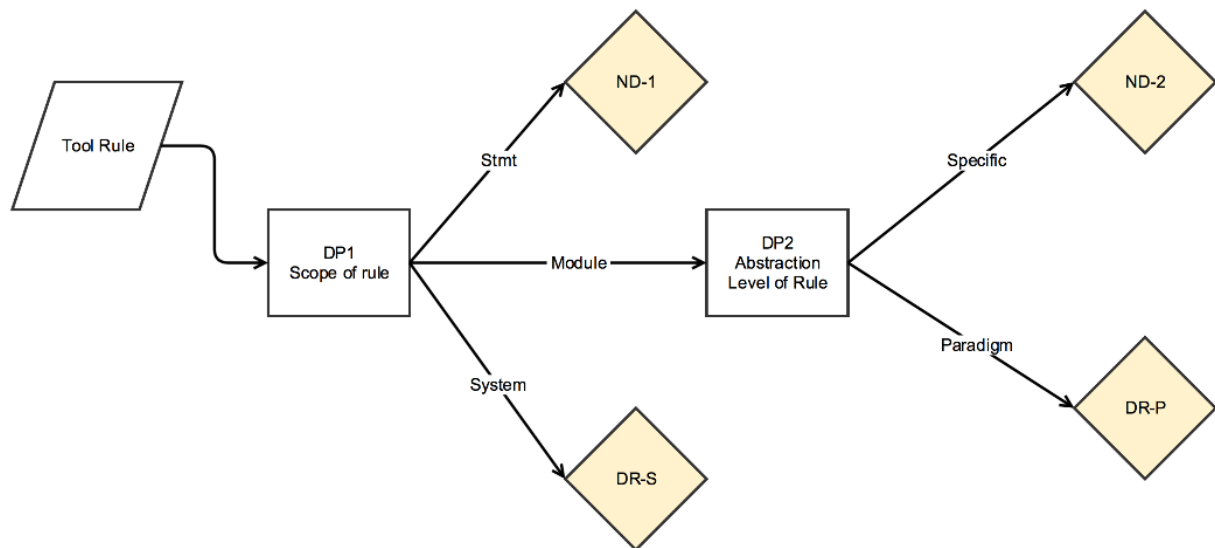 ND-1
ND-2
Tool Rule
Stmt
Specific
DP1
Scope of rule
Module
DP2
Abstraction
Level of Rule
Paradigm
System
DR-P
DR-S